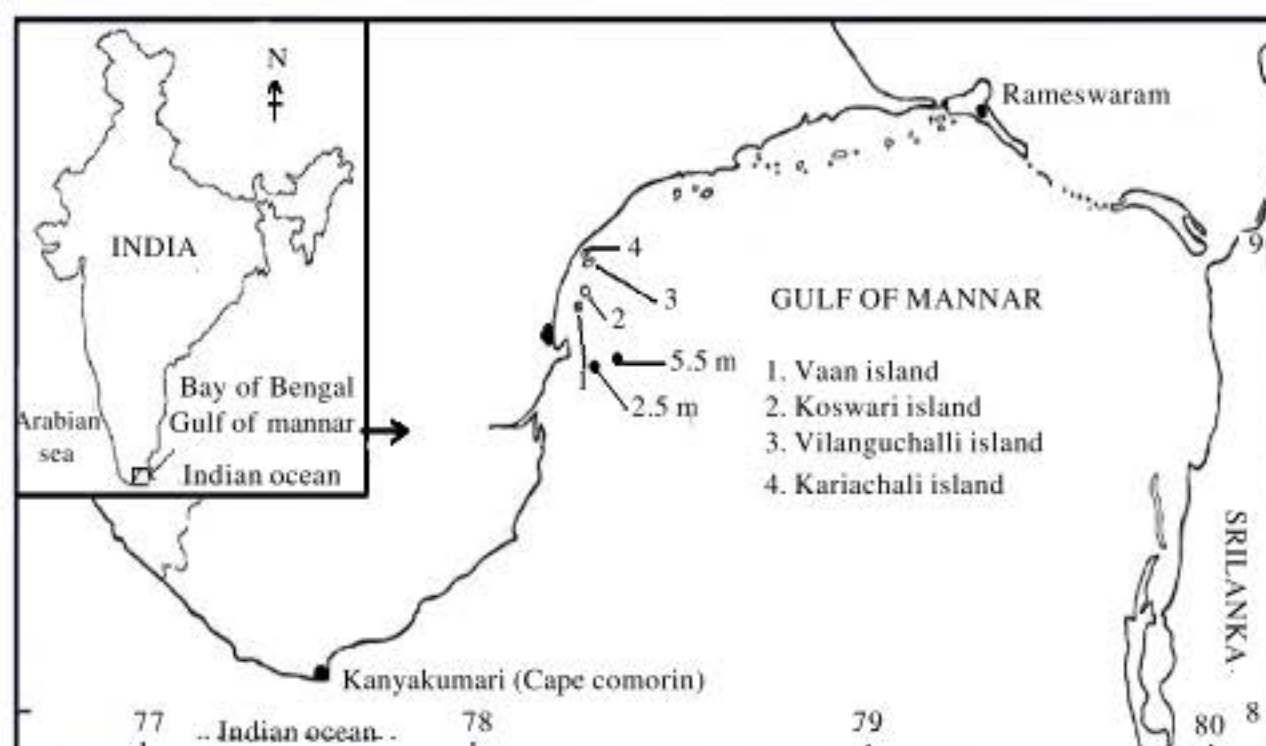 N
INDIA
Bay of Bengal
Gulf of mannar
Arabian
sea
Indian ocean
Rameswaram
4
3
2
1
5.5 m
2.5 m
GULF OF MANNAR
1. Vaan island
2. Koswari island
3. Vilanguchalli island
4. Kariachali island
9
SRILANKA
Kanyakumari (Cape comorin)
77
78
79
80
8
Indian ocean